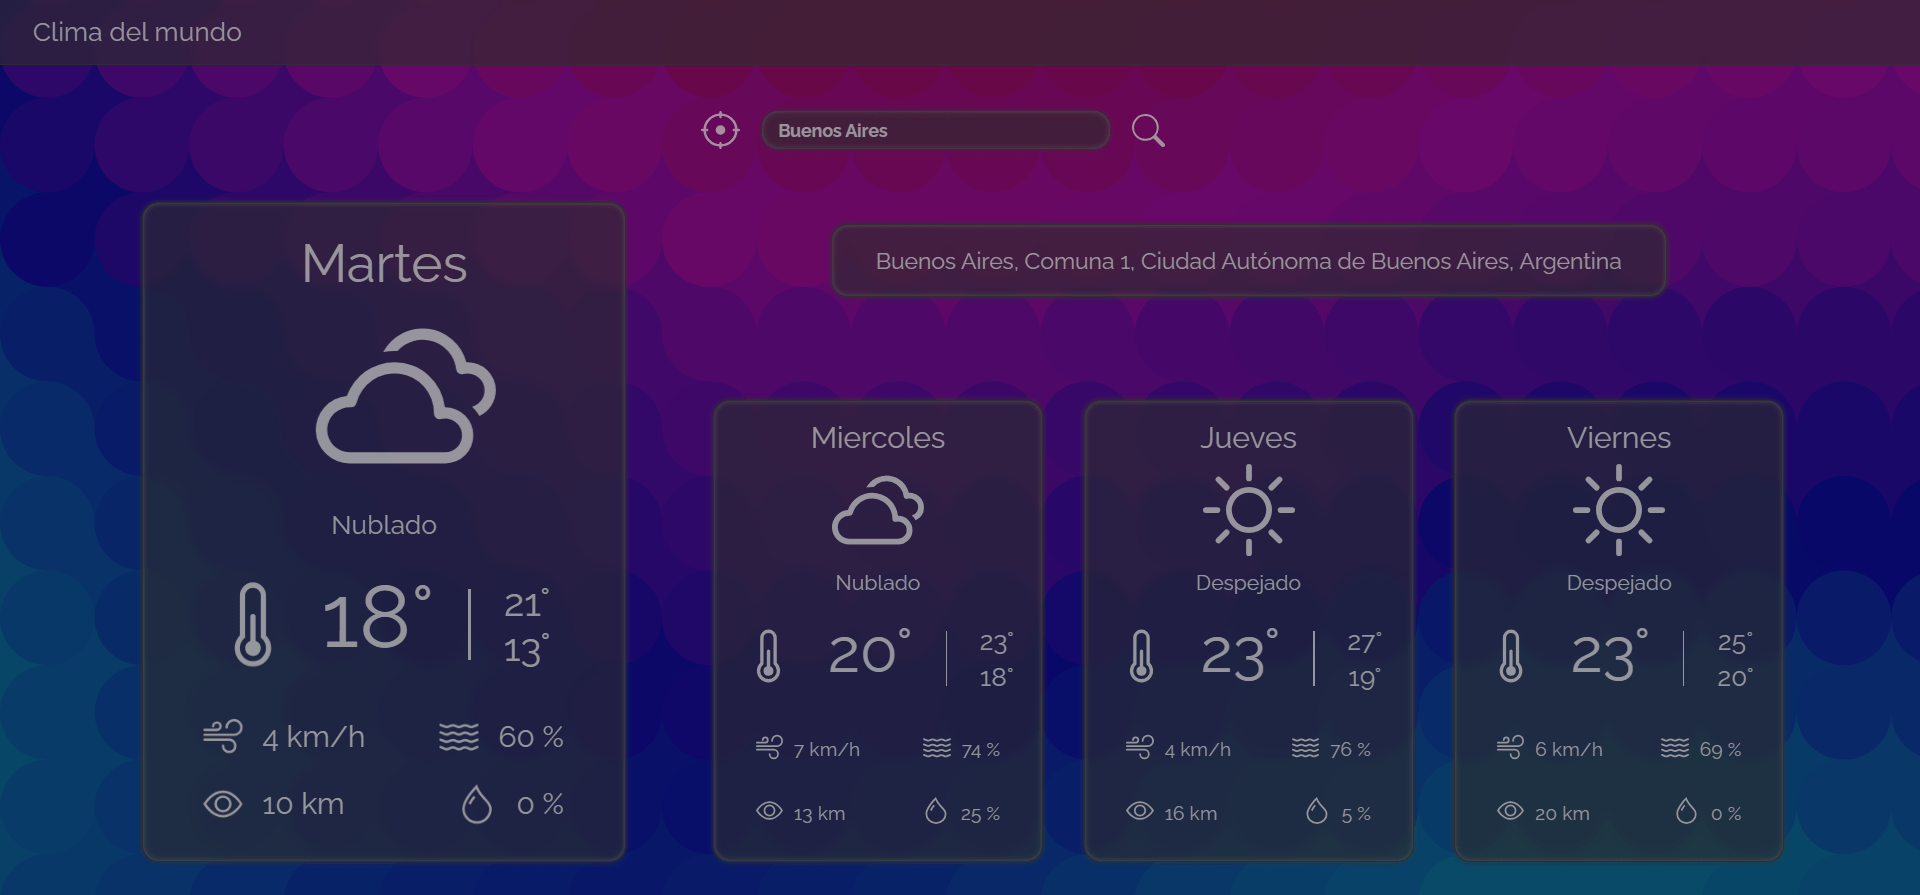 Clima del mundo
Buenos Aires
Martes
Nublado
18°
21°
13°
4 km/h
60 %
10 km
0 %
Buenos Aires, Comuna 1, Ciudad Autónoma de Buenos Aires, Argentina
Miercoles
Nublado
20°
23°
18°
7 km/h
74 %
13 km
25 %
Jueves
Despejado
23°
27°
19°
4 km/h
76 %
16 km
5 %
Viernes
Despejado
23°
25°
20°
6 km/h
69 %
20 km
0 %